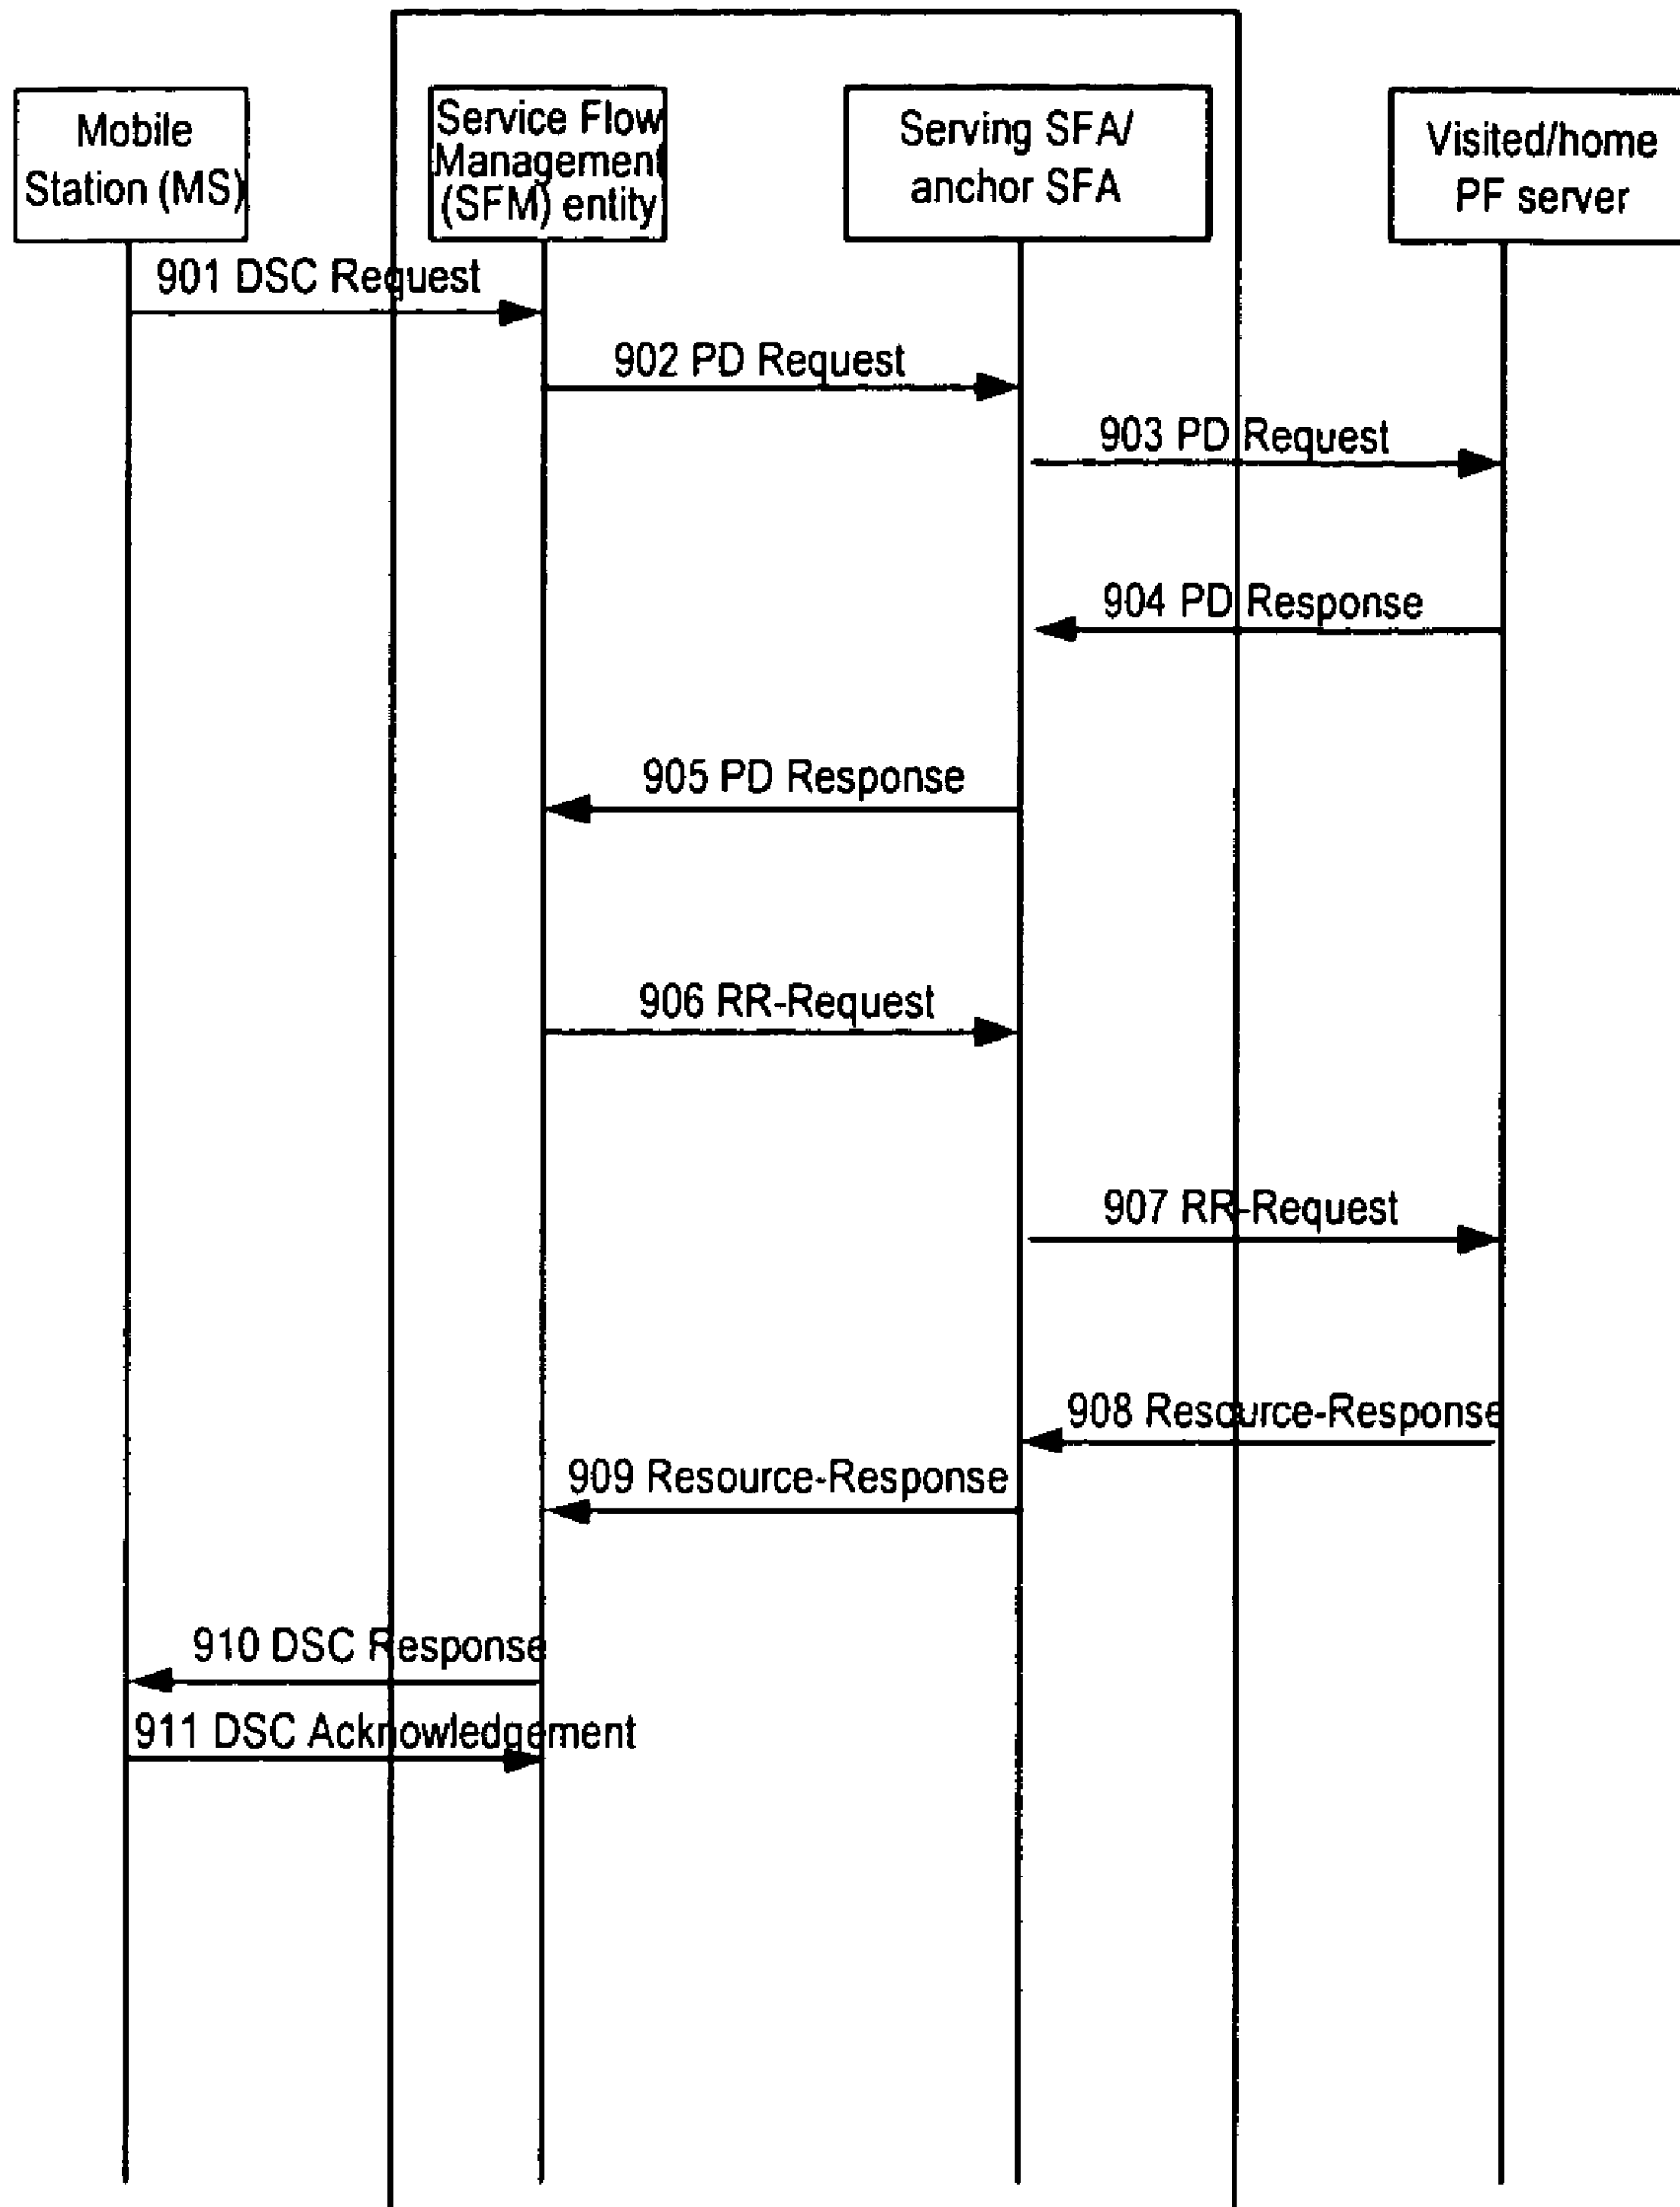 Mobile
Station (MS)
Service Flow
Management
(SFM) entity
Serving SFA/
anchor SFA
Visited/home
PF server
901 DSC Request
902 PD Request
903 PD Request
904 PD Response
905 PD Response
906 RR-Request
907 RR-Request
908 Resource-Response
909 Resource-Response
910 DSC Response
911 DSC Acknowledgement